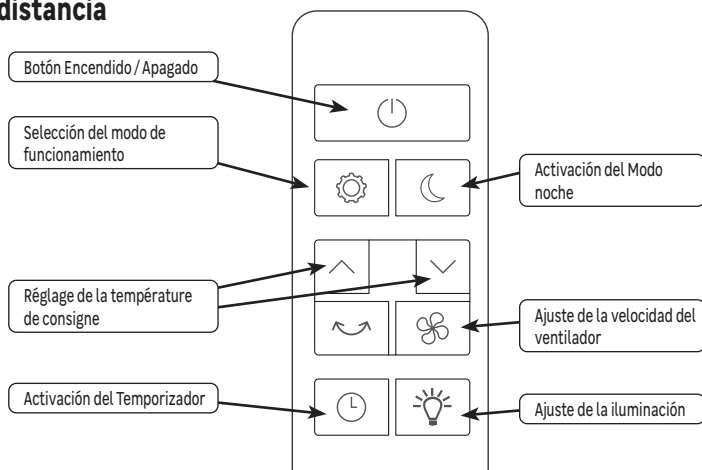 distancia
Botón Encendido / Apagado
Selección del modo de
funcionamiento
Activación del Modo
noche
Réglage de la température
de consigne
Ajuste de la velocidad del
ventilador
Activación del Temporizador
Ajuste de la iluminación